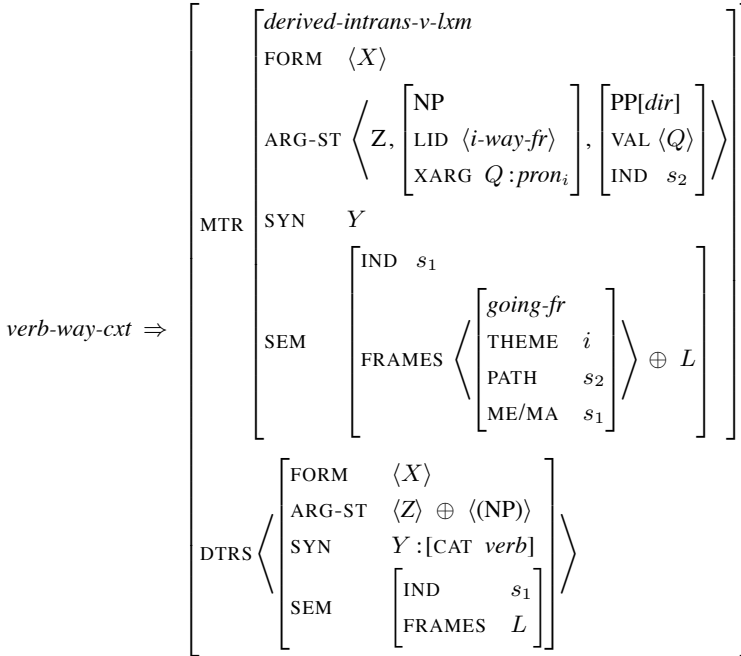 derived-intrans-v-lxm
FORM ⟨X⟩
ARG-ST ⟨ Z, [NP LID ⟨i-way-fr⟩ XARG Q : pron_i], [PP[dir] VAL ⟨Q⟩ IND s_2] ⟩
MTR SYN Y
IND s_1
verb-way-cxt ⇒
SEM FRAMES ⟨ [going-fr THEME i PATH s_2 ME/MA s_1] ⟩ ⊕ L
FORM ⟨X⟩
ARG-ST ⟨Z⟩ ⊕ ⟨(NP)⟩
DTRS SYN Y : [CAT verb]
SEM [IND s_1
FRAMES L]